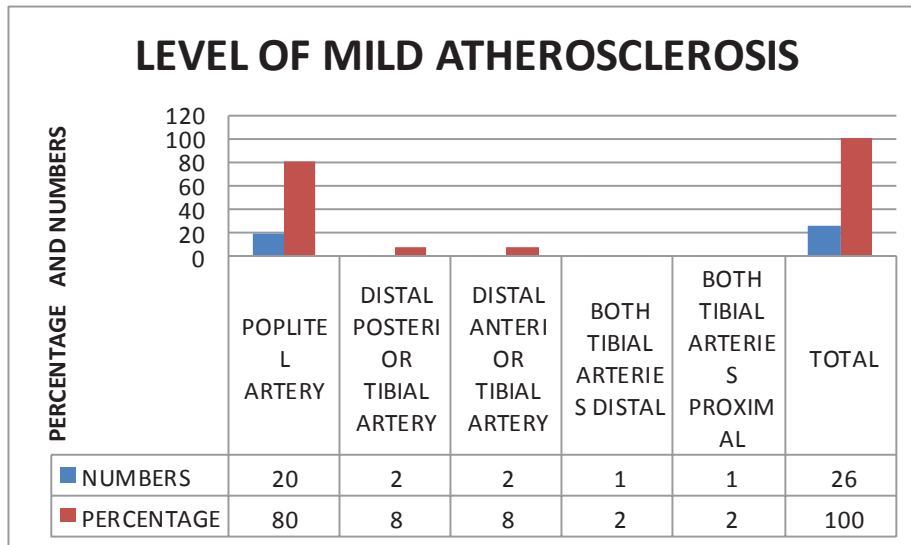 LEVEL OF MILD ATHEROSCLEROSIS
PERCENTAGE AND NUMBERS
120
100
80
60
40
20
0
POPLITE
L
ARTERY
DISTAL
POSTERI
OR
TIBIAL
ARTERY
DISTAL
ANTERI
OR
TIBIAL
ARTERY
BOTH
TIBIAL
ARTERIE
S DISTAL
BOTH
TIBIAL
ARTERIE
S
PROXIM
AL
TOTAL
NUMBERS 20 2 2 1 1 26
PERCENTAGE 80 8 8 2 2 100